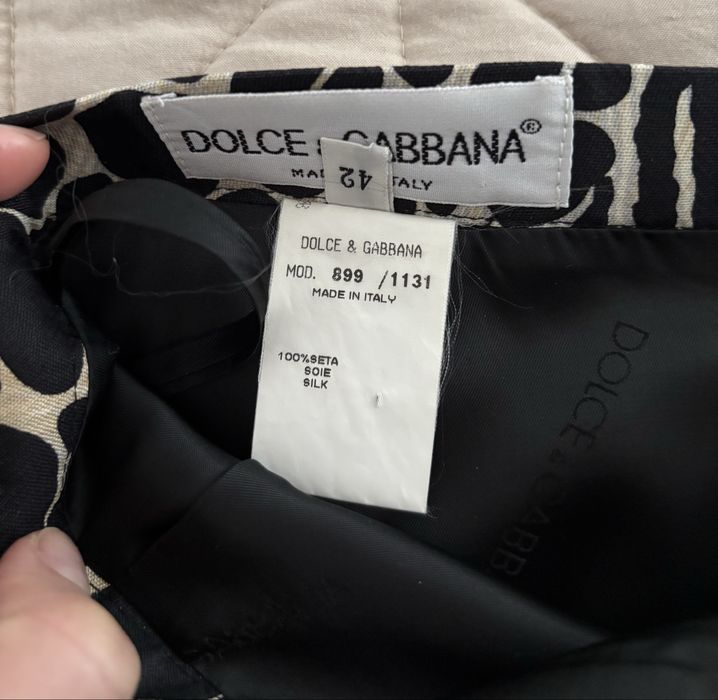 DOLCE & GABBANA®
MADE IN ITALY
42
DOLCE & GABBANA
MOD. 899 /1131
MADE IN ITALY
100%SETA
SOIE
SILK
DOLCE & GABB